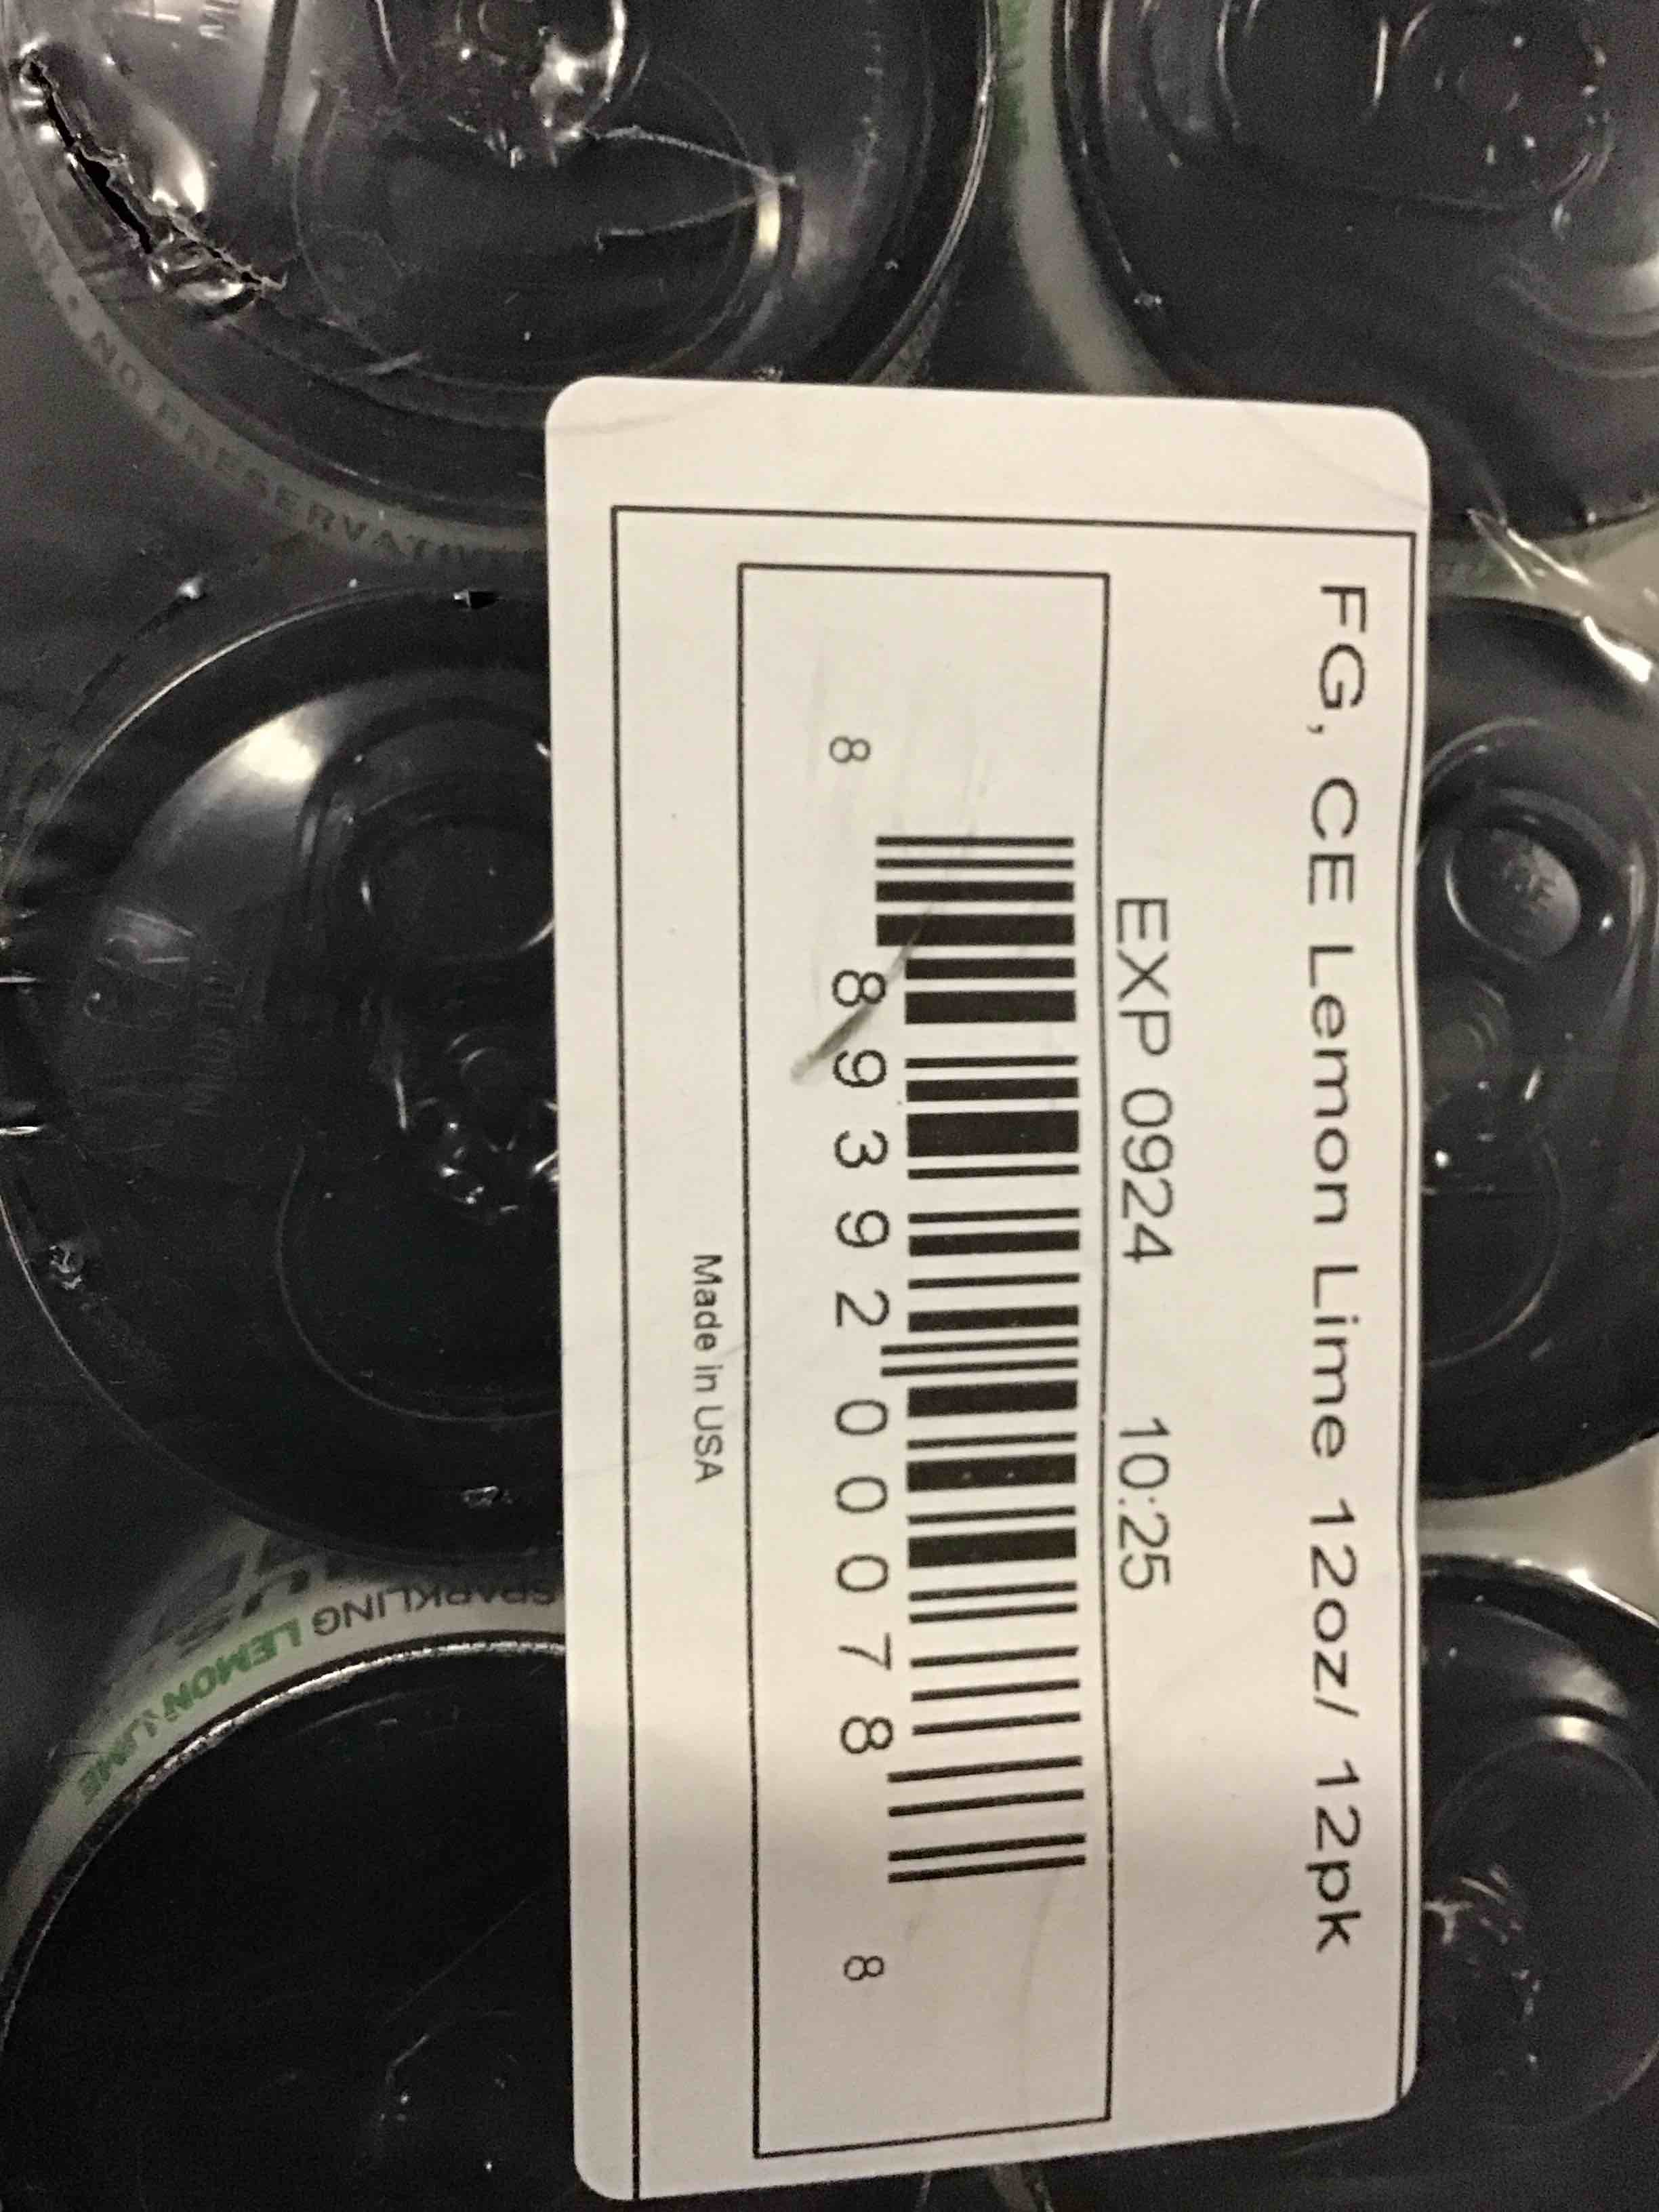 FG, CE Lemon Lime 12oz/ 12pk
EXP 0924 10:25
8 89392 00078 8
Made in USA
NO PRESERVATIVES
SPARKLING LEMON LIME